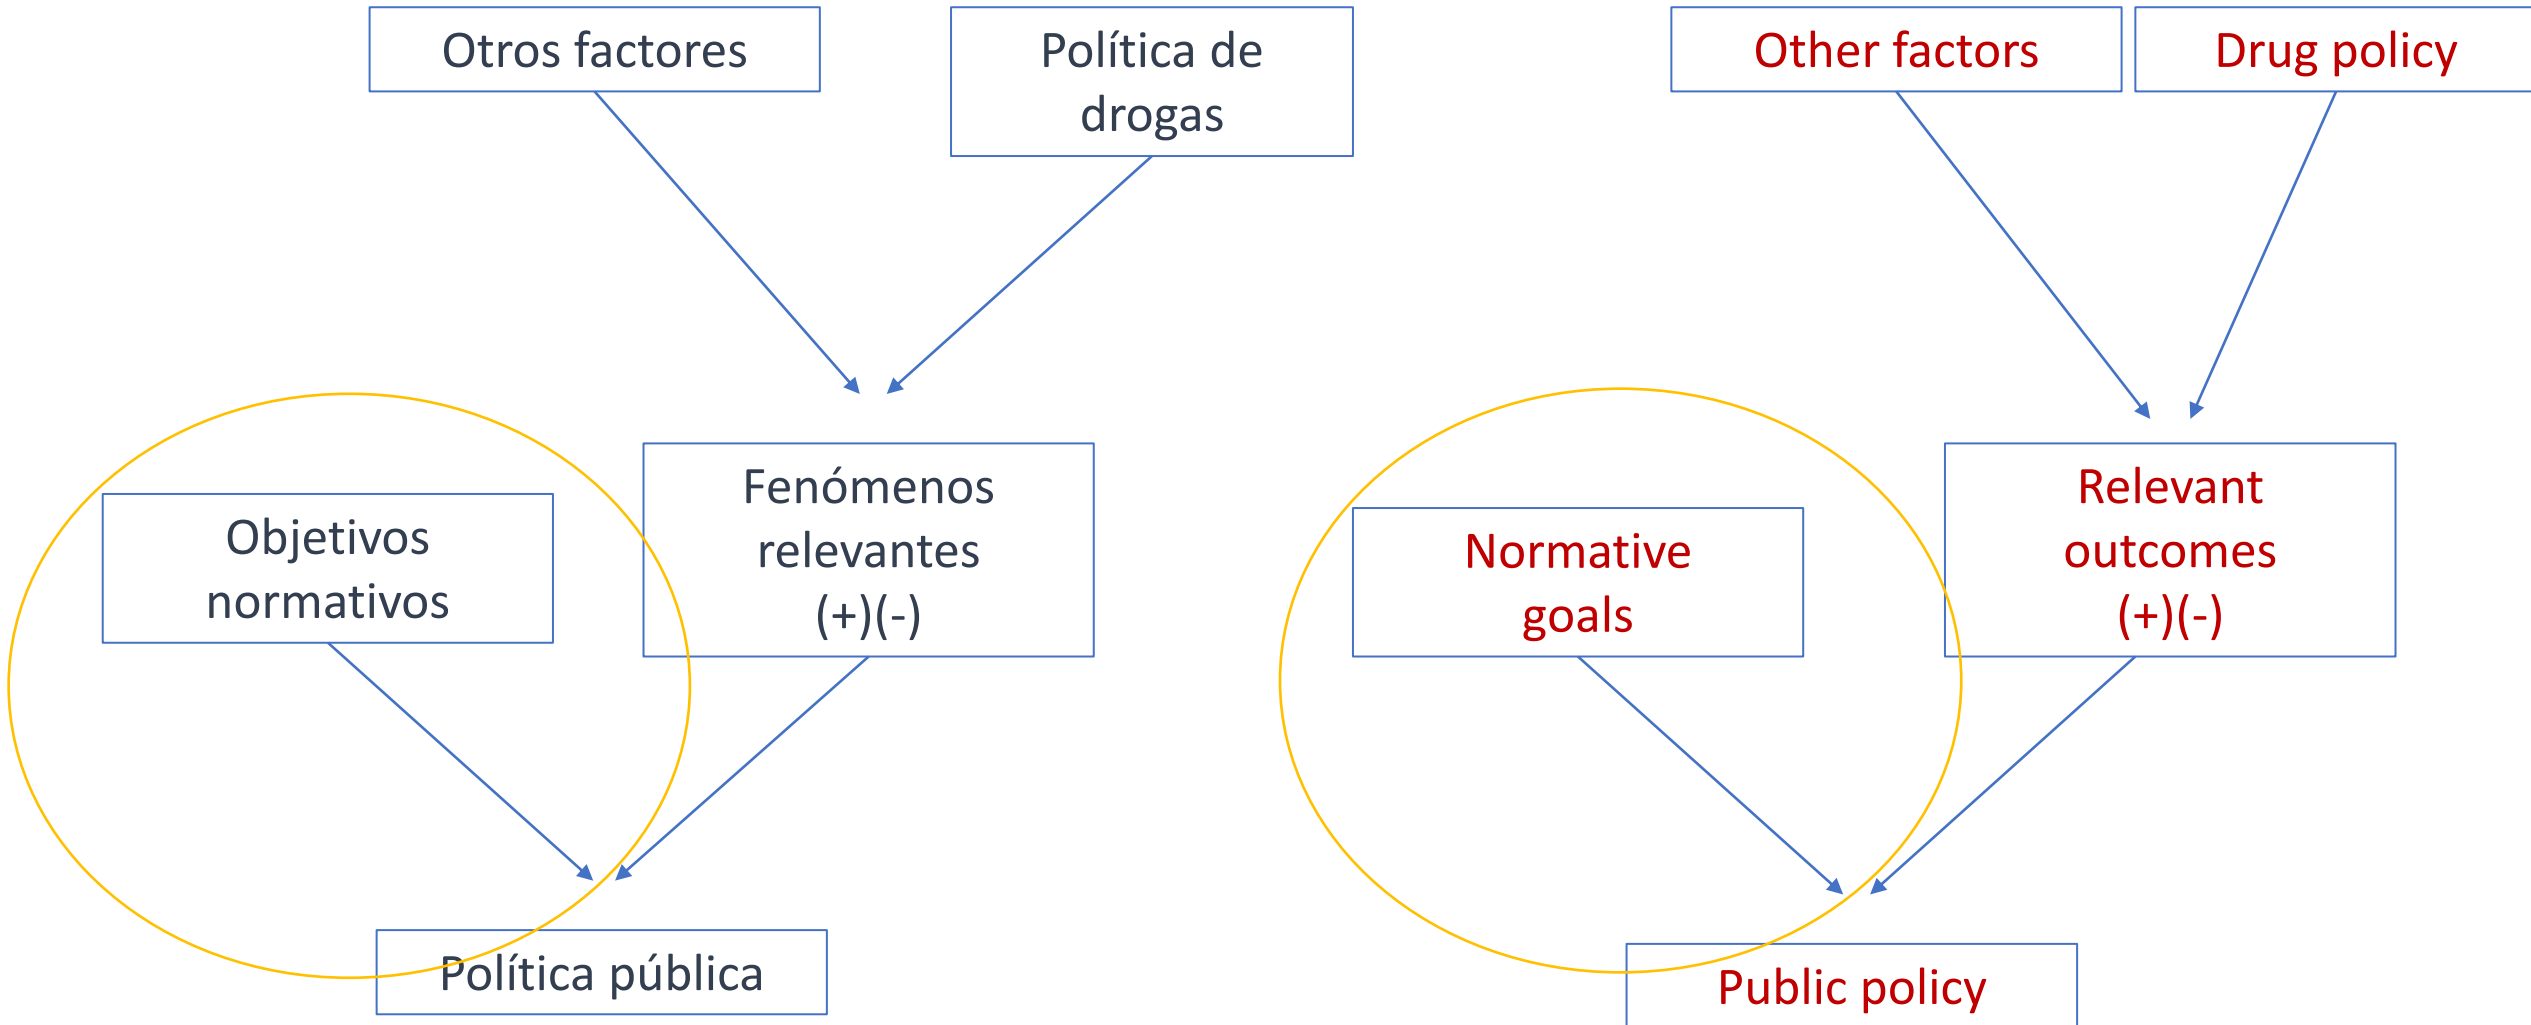 Otros factores
Política de
drogas
Fenómenos
relevantes
(+)(-)
Objetivos
normativos
Política pública
Other factors
Drug policy
Relevant
outcomes
(+)(-)
Normative
goals
Public policy